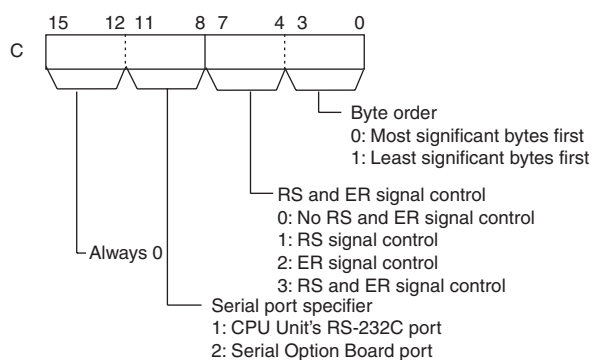 15 12 11 8 7 4 3 0
C
Byte order
0: Most significant bytes first
1: Least significant bytes first
RS and ER signal control
0: No RS and ER signal control
1: RS signal control
2: ER signal control
3: RS and ER signal control
Always 0
Serial port specifier
1: CPU Unit's RS-232C port
2: Serial Option Board port